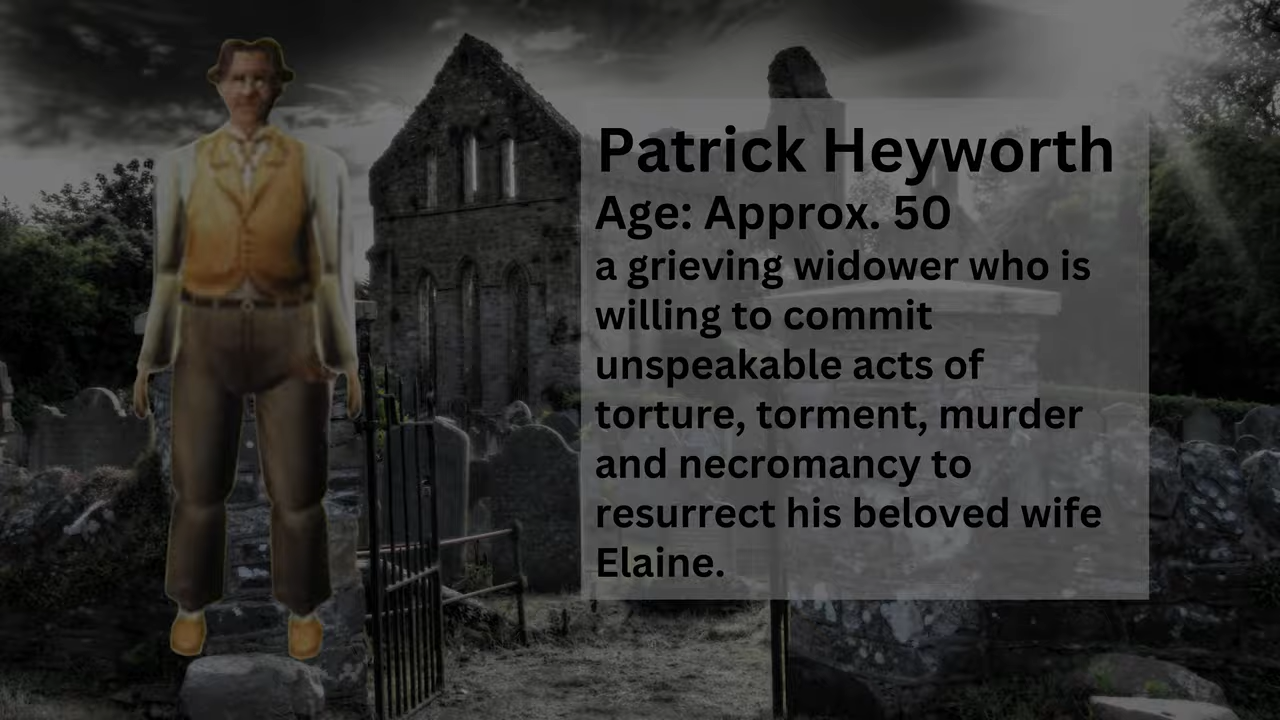 Patrick Heyworth
Age: Approx. 50
a grieving widower who is
willing to commit
unspeakable acts of
torture, torment, murder
and necromancy to
resurrect his beloved wife
Elaine.